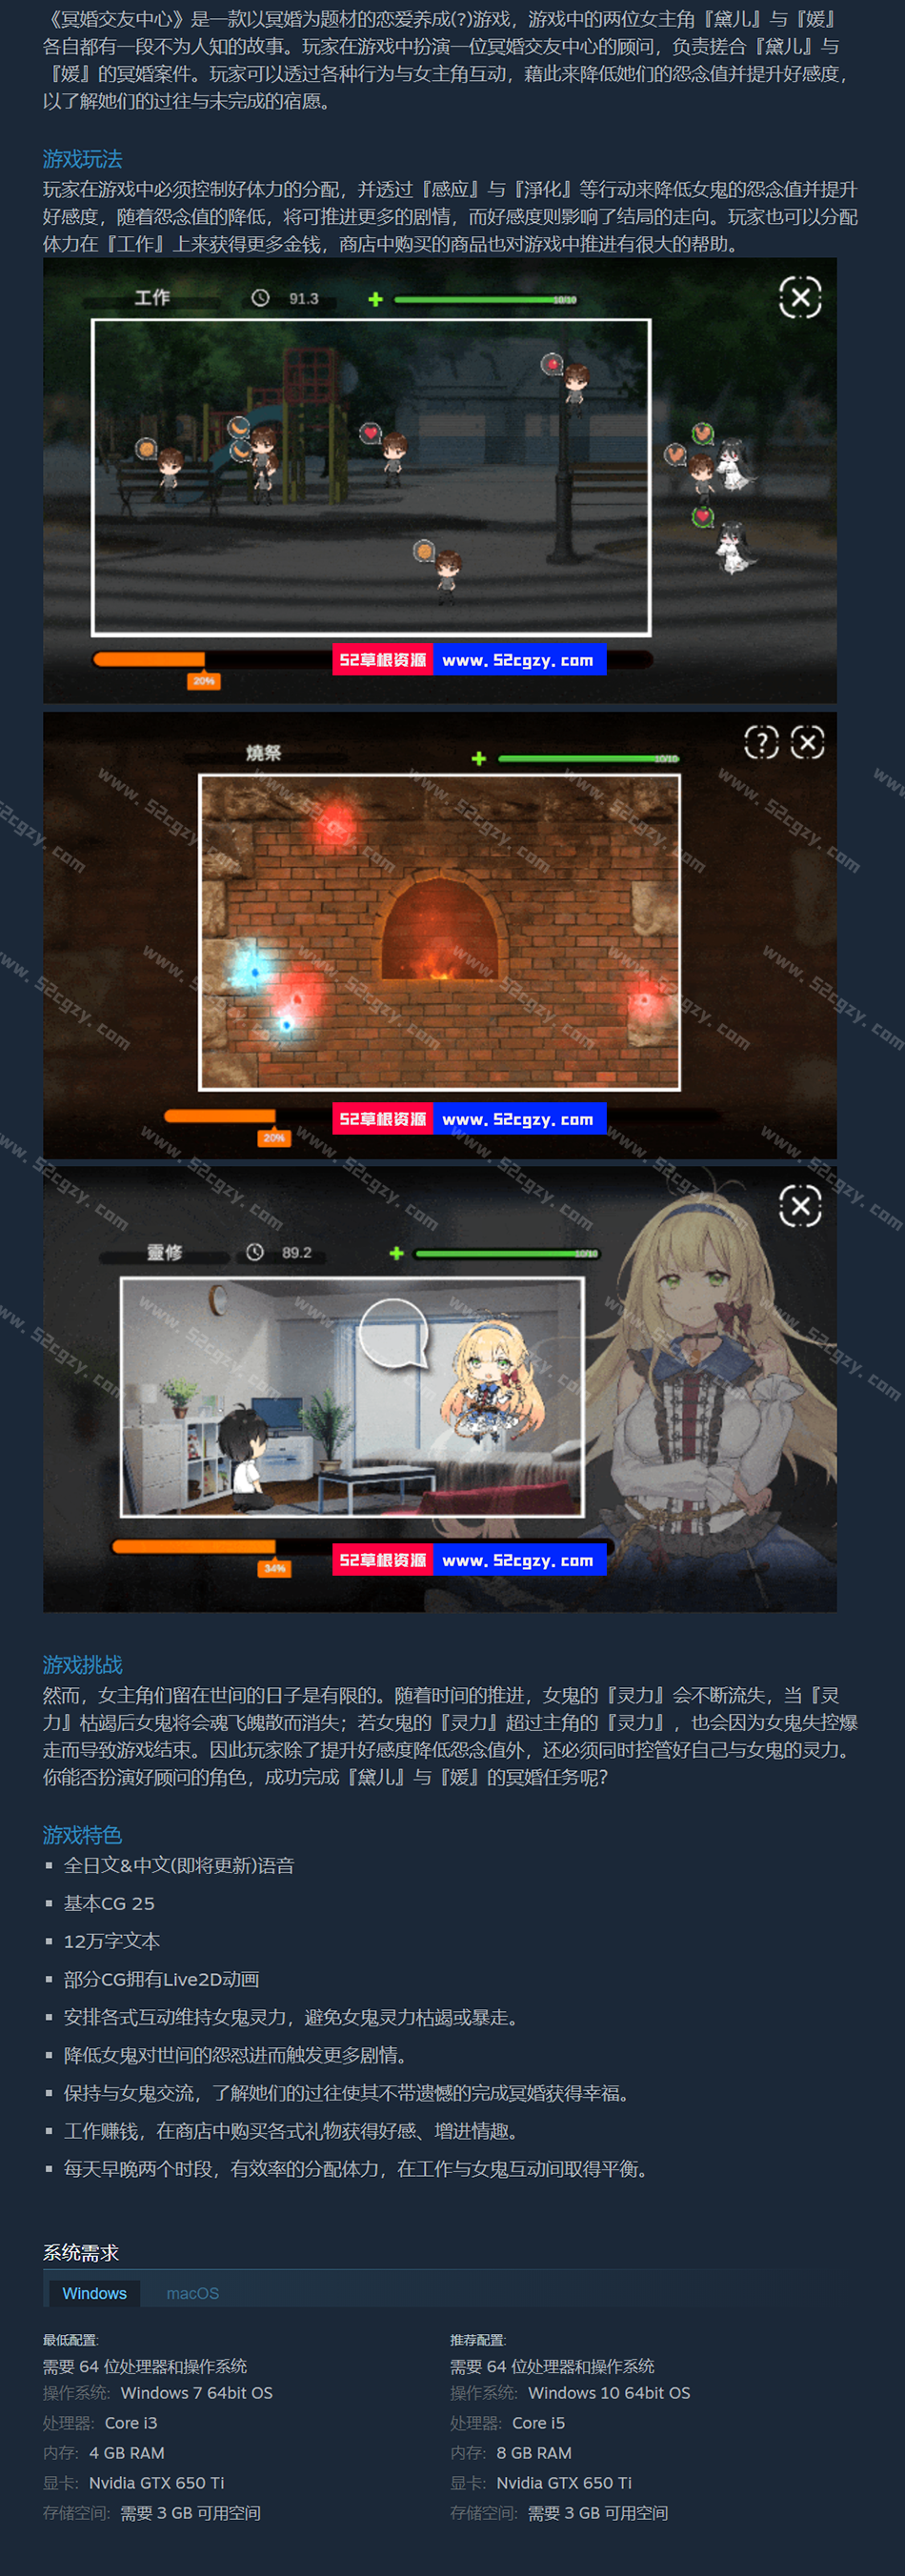 《冥婚交友中心》是一款以冥婚为题材的恋爱养成(?)游戏，游戏中的两位女主角『黛儿』与『媛』
各自都有一段不为人知的故事。玩家在游戏中扮演一位冥婚交友中心的顾问，负责搓合『黛儿』与
『媛』的冥婚案件。玩家可以透过各种行为与女主角互动，藉此来降低她们的怨念值并提升好感度，
以了解她们的过往与未完成的宿愿。
游戏玩法
玩家在游戏中必须控制好体力的分配，并透过『感应』与『淨化』等行动来降低女鬼的怨念值并提升
好感度，随着怨念值的降低，将可推进更多的剧情，而好感度则影响了结局的走向。玩家也可以分配
体力在『工作』上来获得更多金钱，商店中购买的商品也对游戏中推进有很大的帮助。
工作 91.3 10/10
20%
52草根资源 www.52cgzy.com
燒祭 10/10 ?
20%
52草根资源 www.52cgzy.com
靈修 89.2 10/10
34%
52草根资源 www.52cgzy.com
游戏挑战
然而，女主角们留在世间的日子是有限的。随着时间的推进，女鬼的『灵力』会不断流失，当『灵
力』枯竭后女鬼将会魂飞魄散而消失；若女鬼的『灵力』超过主角的『灵力』，也会因为女鬼失控爆
走而导致游戏结束。因此玩家除了提升好感度降低怨念值外，还必须同时控管好自己与女鬼的灵力。
你能否扮演好顾问的角色，成功完成『黛儿』与『媛』的冥婚任务呢?
游戏特色
▪ 全日文&中文(即将更新)语音
▪ 基本CG 25
▪ 12万字文本
▪ 部分CG拥有Live2D动画
▪ 安排各式互动维持女鬼灵力，避免女鬼灵力枯竭或暴走。
▪ 降低女鬼对世间的怨怼进而触发更多剧情。
▪ 保持与女鬼交流，了解她们的过往使其不带遗憾的完成冥婚获得幸福。
▪ 工作赚钱，在商店中购买各式礼物获得好感、增进情趣。
▪ 每天早晚两个时段，有效率的分配体力，在工作与女鬼互动间取得平衡。
系统需求
Windows macOS
最低配置:
需要 64 位处理器和操作系统
操作系统: Windows 7 64bit OS
处理器: Core i3
内存: 4 GB RAM
显卡: Nvidia GTX 650 Ti
存储空间: 需要 3 GB 可用空间
推荐配置:
需要 64 位处理器和操作系统
操作系统: Windows 10 64bit OS
处理器: Core i5
内存: 8 GB RAM
显卡: Nvidia GTX 650 Ti
存储空间: 需要 3 GB 可用空间